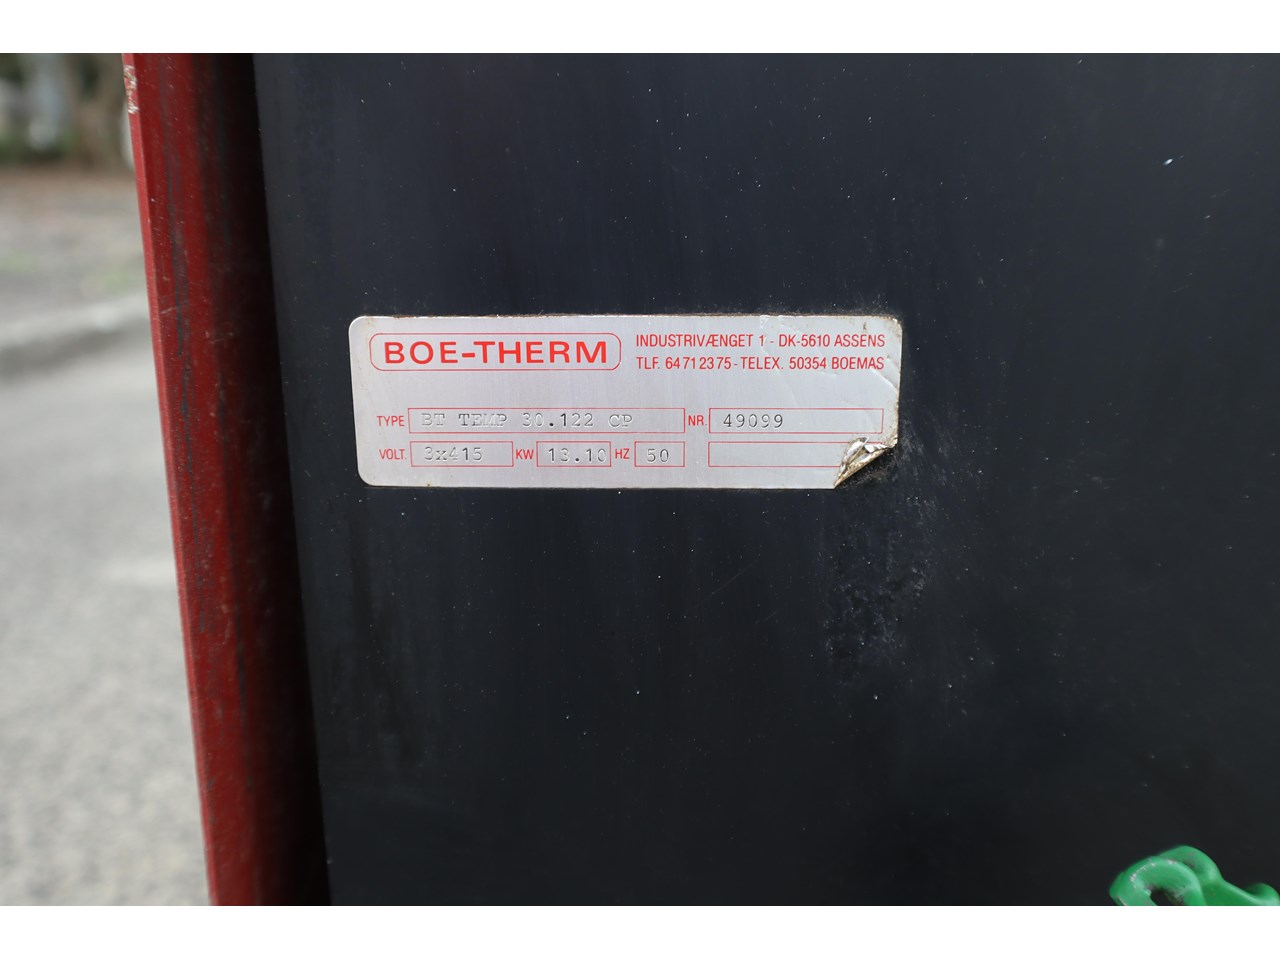 BOE-THERM
INDUSTRIVÆNGET 1 - DK-5610 ASSENS
TLF. 64712375 - TELEX. 50354 BOEMAS
TYPE BT TEMP 30.122 CP NR. 49099
VOLT. 3x415 KW 13.10 HZ 50